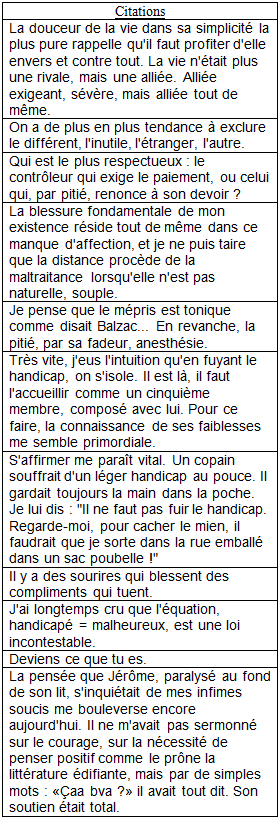 Citations
La douceur de la vie dans sa simplicité la
plus pure rappelle qu'il faut profiter d'elle
envers et contre tout. La vie n'était plus
une rivale, mais une alliée. Alliée
exigeant, sévère, mais alliée tout de
même.
On a de plus en plus tendance à exclure
le différent, l'inutile, l'étranger, l'autre.
Qui est le plus respectueux : le
contrôleur qui exige le paiement, ou celui
qui, par pitié, renonce à son devoir ?
La blessure fondamentale de mon
existence réside tout de même dans ce
manque d'affection, et je ne puis taire
que la distance procède de la
maltraitance lorsqu'elle n'est pas
naturelle, souple.
Je pense que le mépris est tonique
comme disait Balzac... En revanche, la
pitié, par sa fadeur, anesthésie.
Très vite, j'eus l'intuition qu'en fuyant le
handicap, on s'isole. Il est là, il faut
l'accueillir comme un cinquième
membre, composé avec lui. Pour ce
faire, la connaissance de ses faiblesses
me semble primordiale.
S'affirmer me paraît vital. Un copain
souffrait d'un léger handicap au pouce. Il
gardait toujours la main dans la poche.
Je lui dis : "Il ne faut pas fuir le handicap.
Regarde-moi, pour cacher le mien, il
faudrait que je sorte dans la rue emballé
dans un sac poubelle !"
Il y a des sourires qui blessent des
compliments qui tuent.
J'ai longtemps cru que l'équation,
handicapé = malheureux, est une loi
incontestable.
Deviens ce que tu es.
La pensée que Jérôme, paralysé au fond
de son lit, s'inquiétait de mes infimes
soucis me bouleverse encore
aujourd'hui. Il ne m'avait pas sermonné
sur le courage, sur la nécessité de
penser positif comme le prône la
littérature édifiante, mais par de simples
mots : «Çaa bva ?» il avait tout dit. Son
soutien était total.